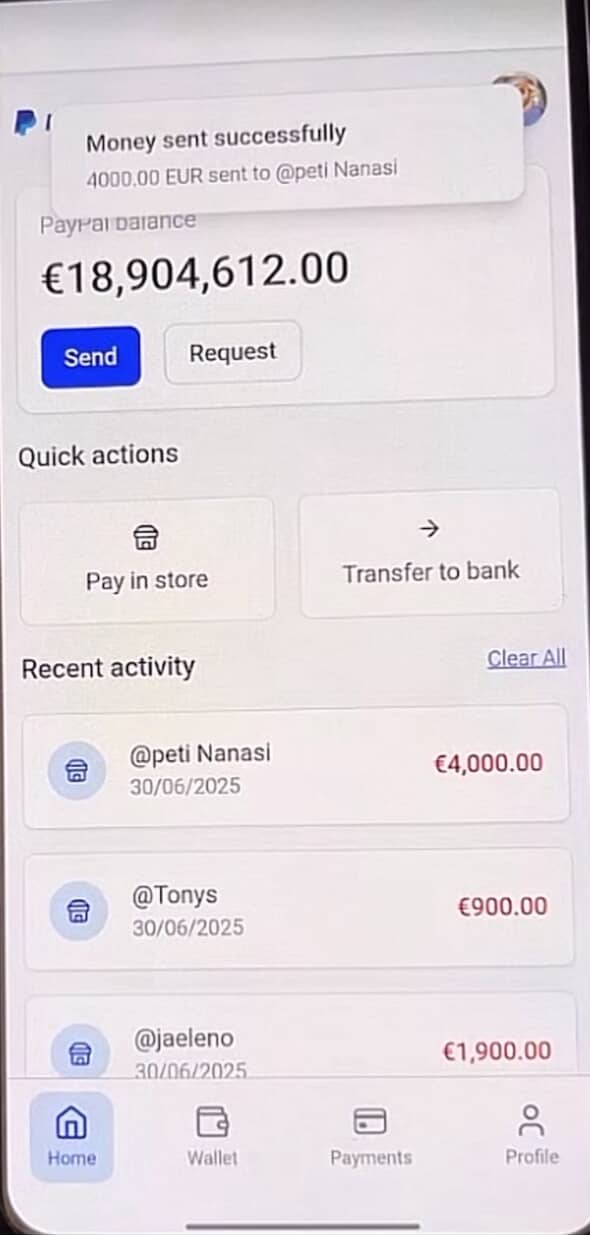 Money sent successfully
4000.00 EUR sent to @peti Nanasi
PayPal balance
€18,904,612.00
Send
Request
Quick actions
Pay in store
Transfer to bank
Recent activity
Clear All
@peti Nanasi
30/06/2025
€4,000.00
@Tonys
30/06/2025
€900.00
@jaeleno
30/06/2025
€1,900.00
Home
Wallet
Payments
Profile